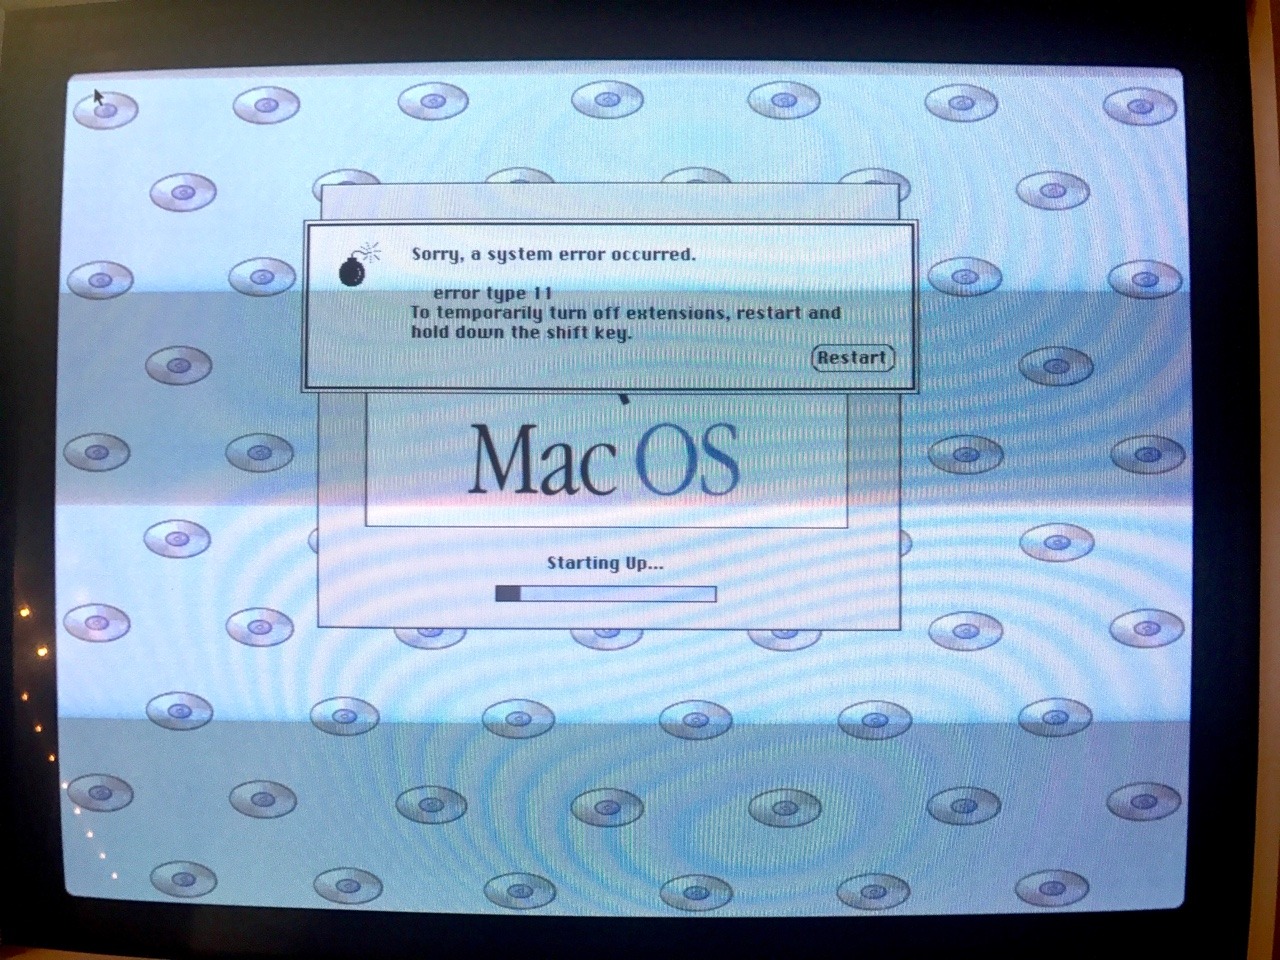 Sorry, a system error occurred.
error type 11
To temporarily turn off extensions, restart and
hold down the shift key.
Restart
Mac OS
Starting Up...